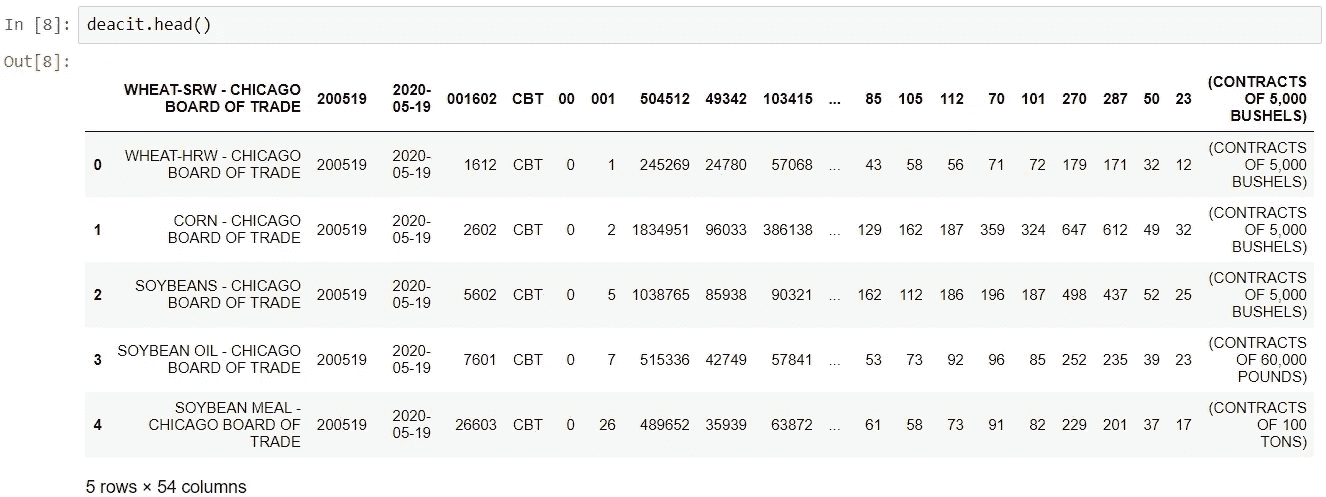 In [8]: deacit.head()
Out[8]:
WHEAT-SRW - CHICAGO BOARD OF TRADE 200519 2020-05-19 001602 CBT 00 001 504512 49342 103415 ... 85 105 112 70 101 270 287 50 23 (CONTRACTS OF 5,000 BUSHELS)
0 WHEAT-HRW - CHICAGO BOARD OF TRADE 200519 2020-05-19 1612 CBT 0 1 245269 24780 57068 ... 43 58 56 71 72 179 171 32 12 (CONTRACTS OF 5,000 BUSHELS)
1 CORN - CHICAGO BOARD OF TRADE 200519 2020-05-19 2602 CBT 0 2 1834951 96033 386138 ... 129 162 187 359 324 647 612 49 32 (CONTRACTS OF 5,000 BUSHELS)
2 SOYBEANS - CHICAGO BOARD OF TRADE 200519 2020-05-19 5602 CBT 0 5 1038765 85938 90321 ... 162 112 186 196 187 498 437 52 25 (CONTRACTS OF 5,000 BUSHELS)
3 SOYBEAN OIL - CHICAGO BOARD OF TRADE 200519 2020-05-19 7601 CBT 0 7 515336 42749 57841 ... 53 73 92 96 85 252 235 39 23 (CONTRACTS OF 60,000 POUNDS)
4 SOYBEAN MEAL - CHICAGO BOARD OF TRADE 200519 2020-05-19 26603 CBT 0 26 489652 35939 63872 ... 61 58 73 91 82 229 201 37 17 (CONTRACTS OF 100 TONS)
5 rows × 54 columns